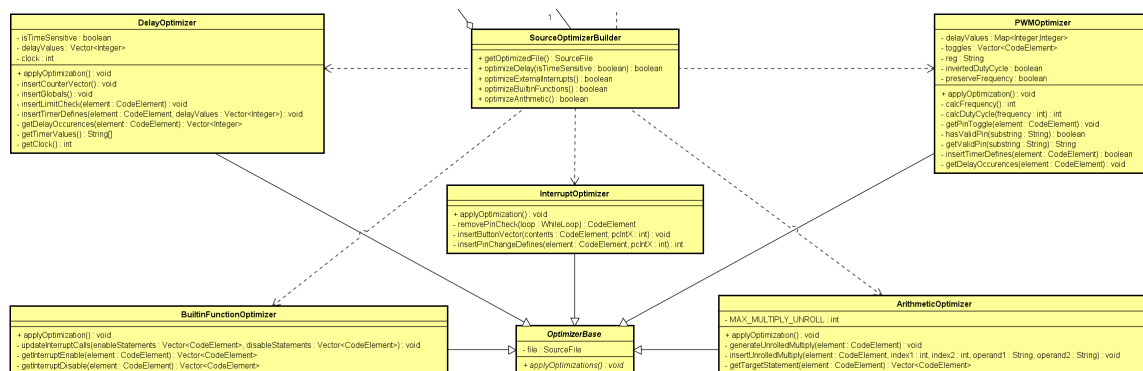 1
DelayOptimizer
- isTimeSensitive : boolean
- delayValues : Vector<Integer>
- clock : int
+ applyOptimization() : void
- insertCounterVector() : void
- insertGlobals() : void
- insertLimitCheck(element : CodeElement) : void
- insertTimerDefines(element : CodeElement, delayValues : Vector<Integer>) : void
- getDelayOccurences(element : CodeElement) : Vector<Integer>
- getTimerValues() : String[]
- getClock() : int
SourceOptimizerBuilder
+ getOptimizedFile() : SourceFile
+ optimizeDelay(isTimeSensitive : boolean) : boolean
+ optimizeExternalInterrupts() : boolean
+ optimizeBuiltinFunctions() : boolean
+ optimizeArithmetic() : boolean
PWMOptimizer
- delayValues : Map<Integer,Integer>
- toggles : Vector<CodeElement>
- reg : String
- invertedDutyCycle : boolean
- preserveFrequency : boolean
+ applyOptimization() : void
- calcFrequency() : int
- calcDutyCycle(frequency : int) : int
- getPinToggle(element : CodeElement) : void
- hasValidPin(substring : String) : boolean
- getValidPin(substring : String) : String
- insertTimerDefines(element : CodeElement) : boolean
- getDelayOccurences(element : CodeElement) : void
InterruptOptimizer
+ applyOptimization() : void
- removePinCheck(loop : WhileLoop) : CodeElement
- insertButtonVector(contents : CodeElement, pcIntX : int) : void
- insertPinChangeDefines(element : CodeElement, pcIntX : int) : int
BuiltinFunctionOptimizer
+ applyOptimization() : void
- updateInterruptCalls(enableStatements : Vector<CodeElement>, disableStatements : Vector<CodeElement>) : void
- getInterruptEnable(element : CodeElement) : Vector<CodeElement>
- getInterruptDisable(element : CodeElement) : Vector<CodeElement>
OptimizerBase
- file : SourceFile
+ applyOptimizations() : void
ArithmeticOptimizer
- MAX_MULTIPLY_UNROLL : int
+ applyOptimization() : void
- generateUnrolledMultiply(element : CodeElement) : void
- insertUnrolledMultiply(element : CodeElement, index1 : int, index2 : int, operand1 : String, operand2 : String) : void
- getTargetStatement(element : CodeElement) : Vector<CodeElement>